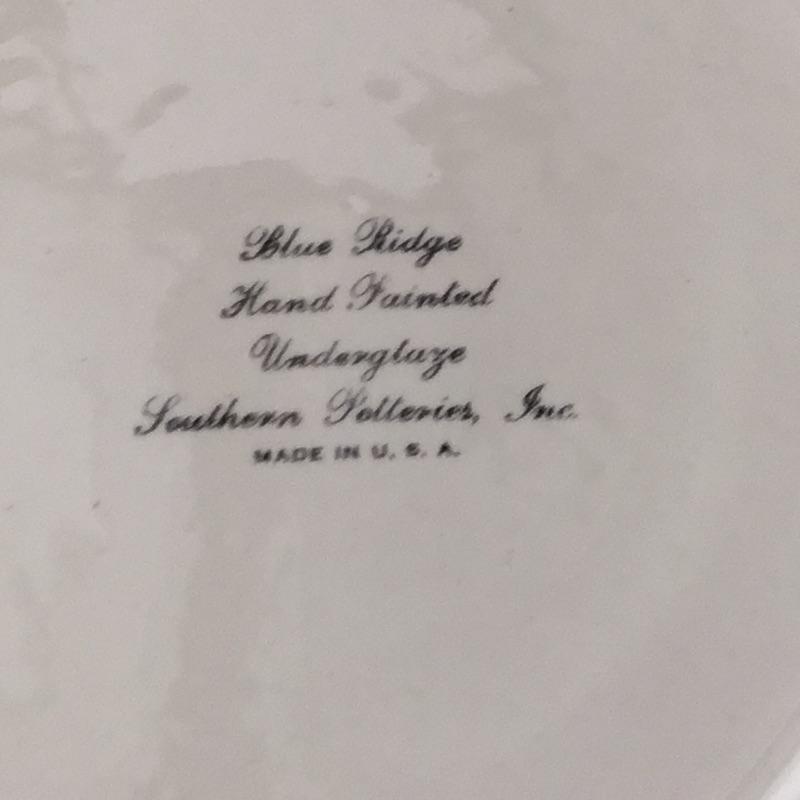 Blue Ridge
Hand Painted
Underglaze
Southern Potteries, Inc.
MADE IN U. S. A.